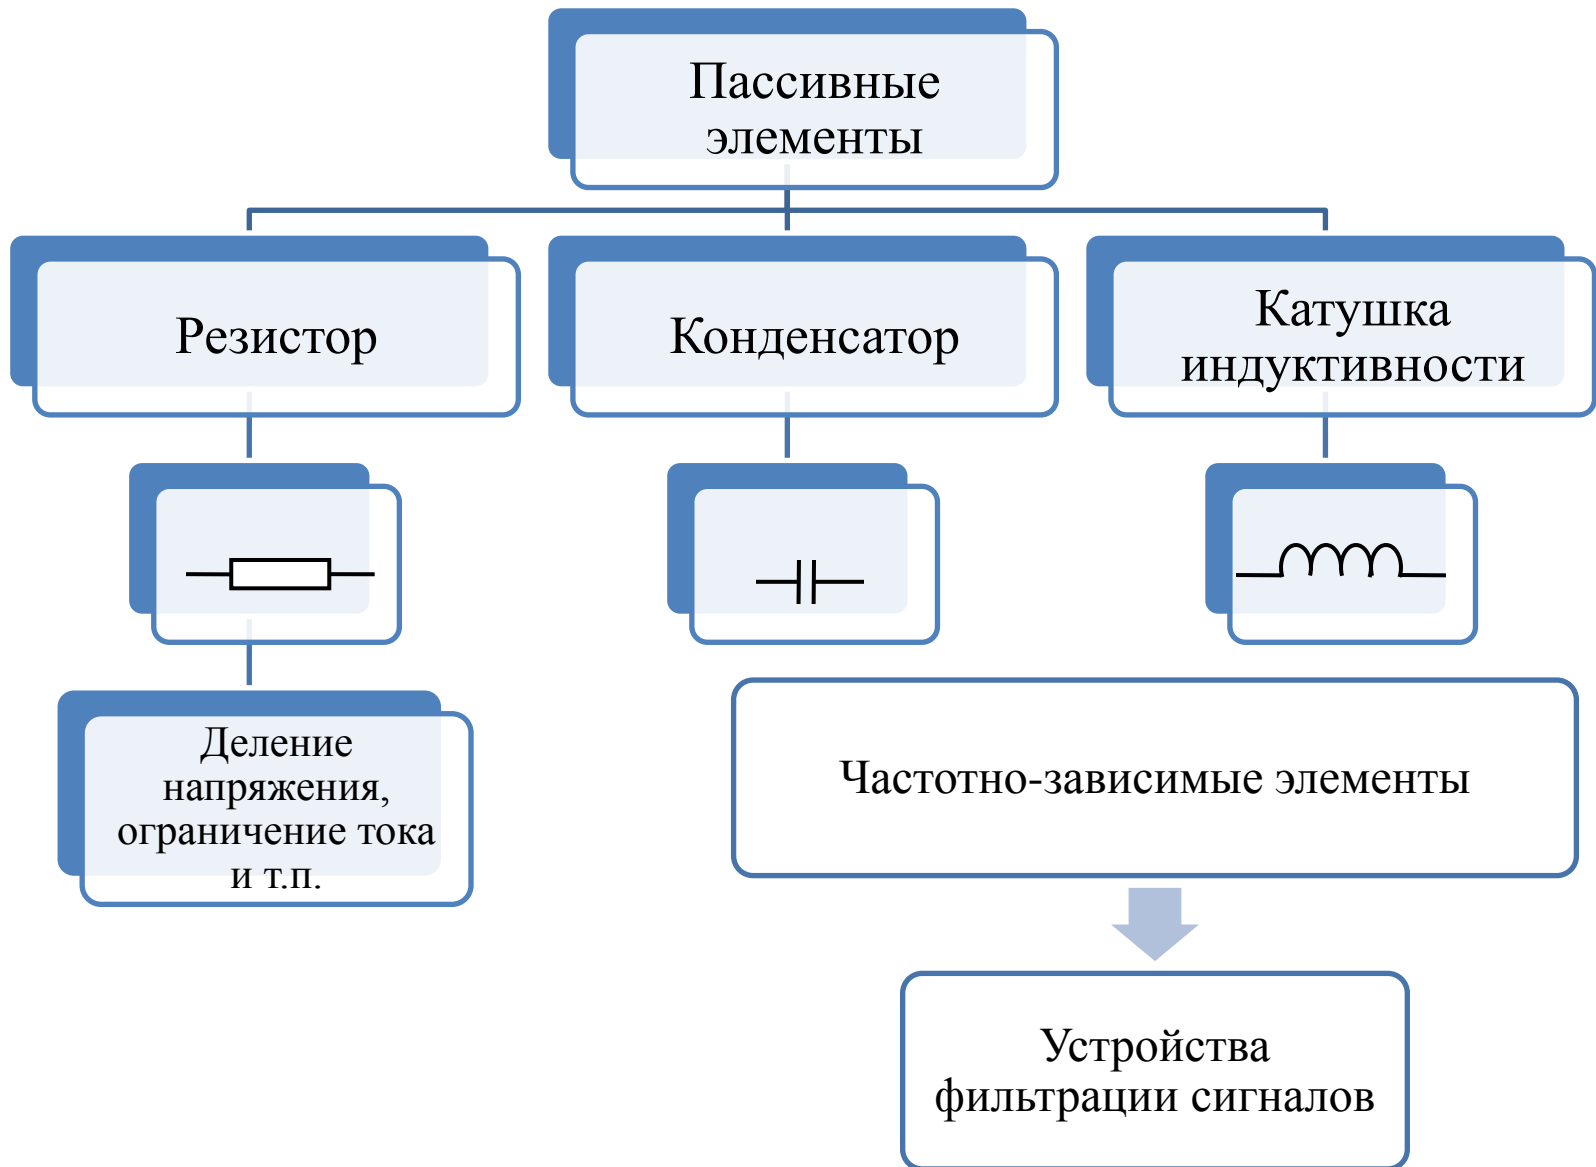 Пассивные
элементы
Резистор
Конденсатор
Катушка
индуктивности
Деление
напряжения,
ограничение тока
и т.п.
Частотно-зависимые элементы
Устройства
фильтрации сигналов